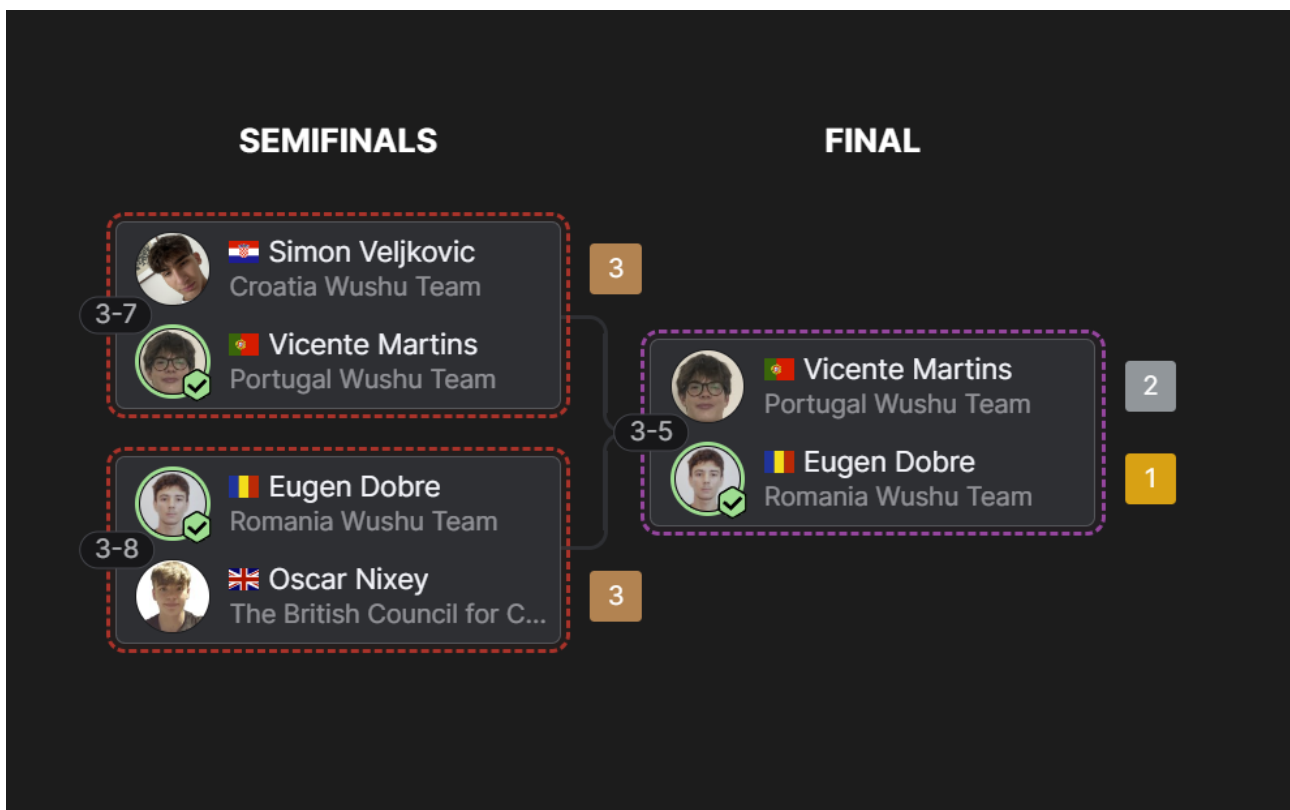 SEMIFINALS
FINAL
Simon Veljkovic
Croatia Wushu Team
3
3-7
Vicente Martins
Portugal Wushu Team
Eugen Dobre
Romania Wushu Team
3-8
Oscar Nixey
The British Council for C...
3
Vicente Martins
Portugal Wushu Team
2
3-5
Eugen Dobre
Romania Wushu Team
1